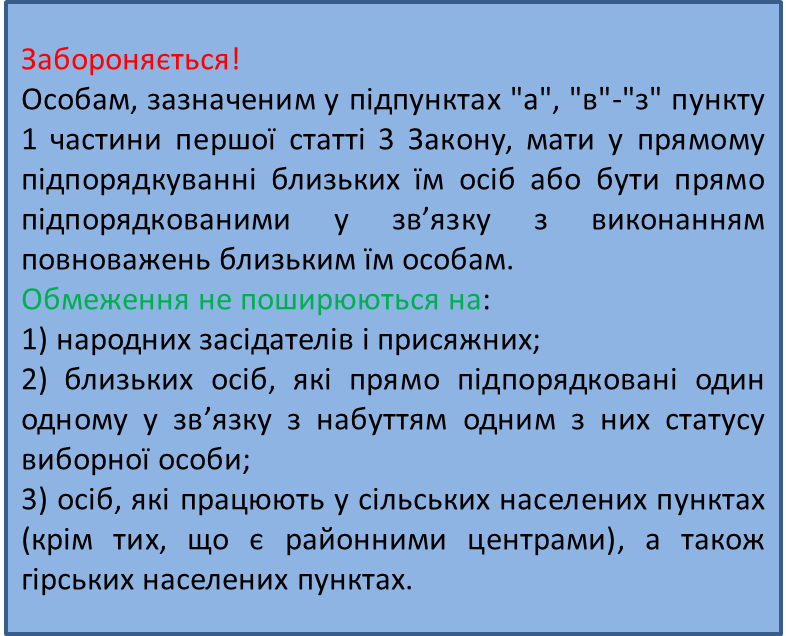 Забороняється!
Особам, зазначеним у підпунктах "а", "в"-"з" пункту
1 частини першої статті 3 Закону, мати у прямому
підпорядкуванні близьких їм осіб або бути прямо
підпорядкованими у зв’язку з виконанням
повноважень близьким їм особам.
Обмеження не поширюються на:
1) народних засідателів і присяжних;
2) близьких осіб, які прямо підпорядковані один
одному у зв’язку з набуттям одним з них статусу
виборної особи;
3) осіб, які працюють у сільських населених пунктах
(крім тих, що є районними центрами), а також
гірських населених пунктах.